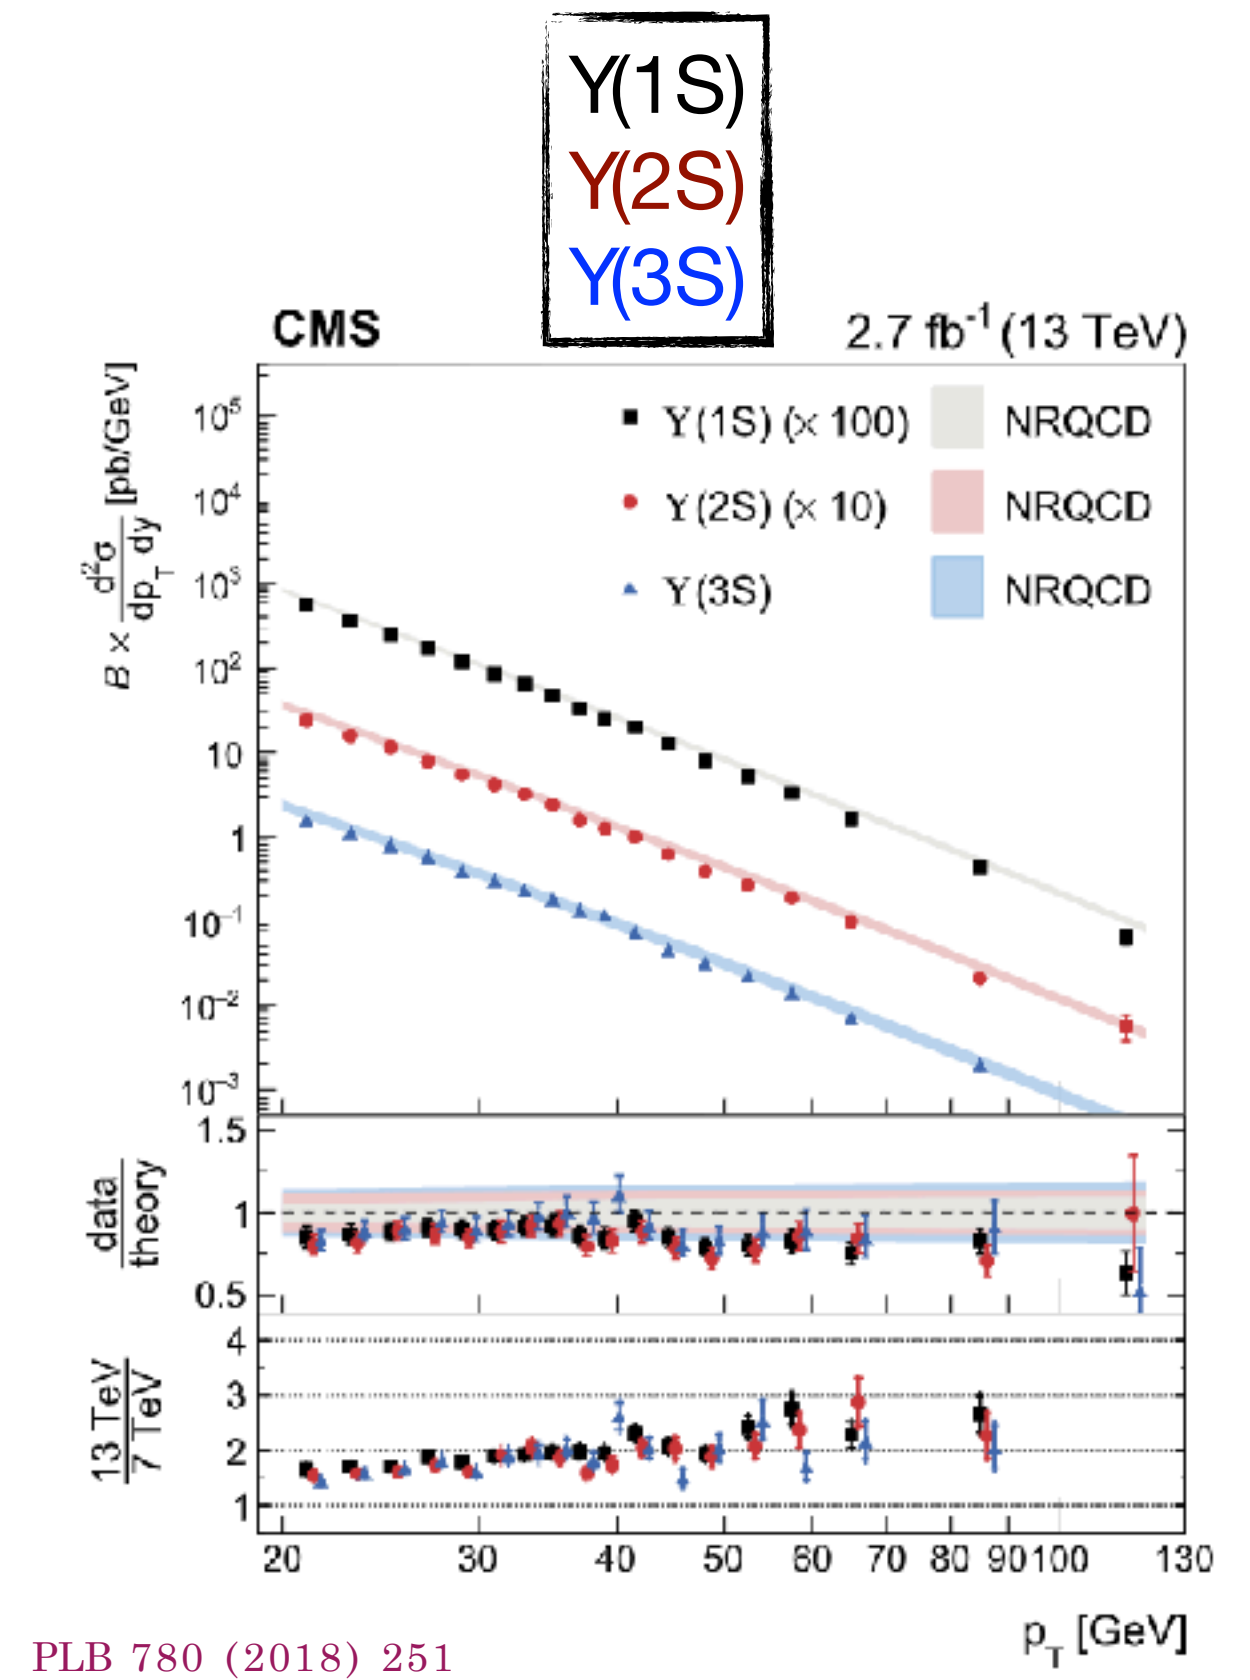 Y(1S)
Y(2S)
Y(3S)
CMS
2.7 fb⁻¹ (13 TeV)
B × d²σ / dp_T dy [pb/GeV]
ϒ(1S) (× 100)
NRQCD
ϒ(2S) (× 10)
NRQCD
ϒ(3S)
NRQCD
10⁵
10⁴
10³
10²
10
1
10⁻¹
10⁻²
10⁻³
data / theory
1.5
1
0.5
13 TeV / 7 TeV
4
3
2
1
20 30 40 50 60 70 80 90 100 130
p_T [GeV]
PLB 780 (2018) 251